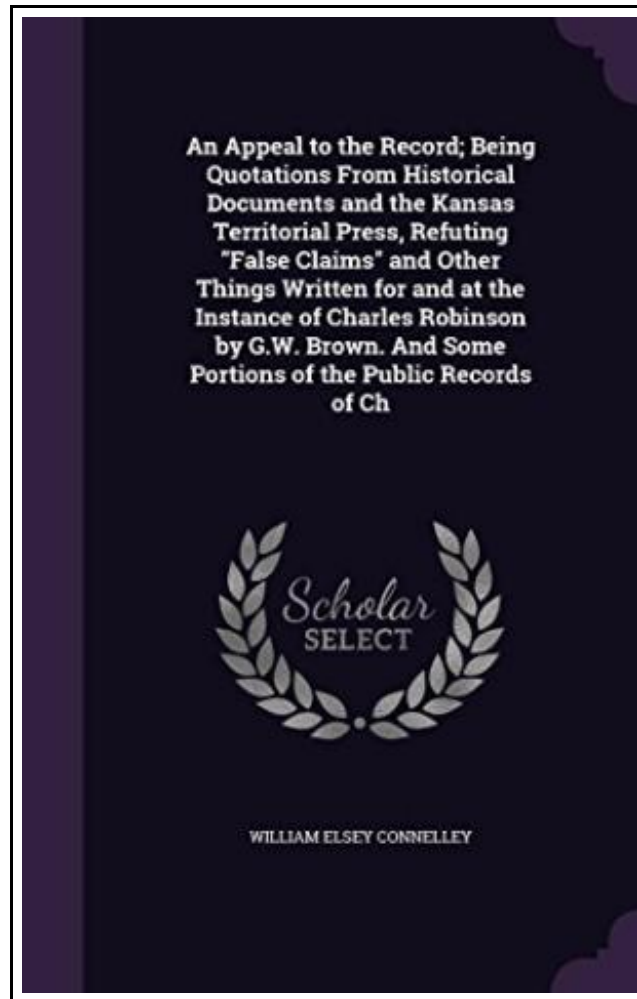 An Appeal to the Record; Being
Quotations From Historical
Documents and the Kansas
Territorial Press, Refuting
"False Claims" and Other
Things Written for and at the
Instance of Charles Robinson
by G.W. Brown. And Some
Portions of the Public Records
of Ch
Scholar
SELECT
WILLIAM ELSEY CONNELLEY